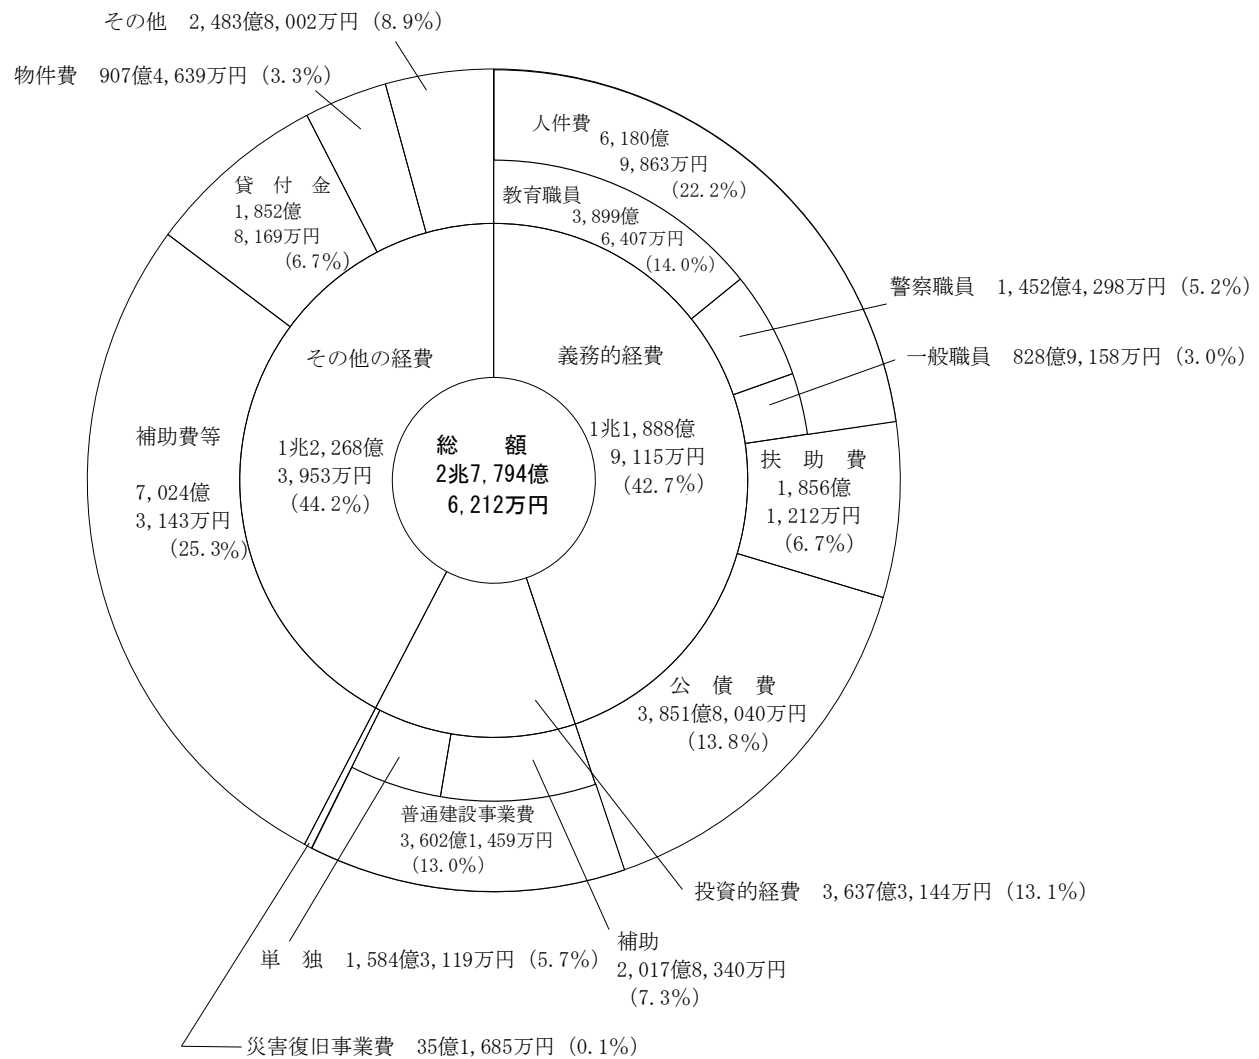 その他　2,483億8,002万円（8.9%）
物件費　907億4,639万円（3.3%）
人件費
6,180億
9,863万円
（22.2%）
貸　付　金
1,852億
8,169万円
（6.7%）
教育職員
3,899億
6,407万円
（14.0%）
警察職員　1,452億4,298万円（5.2%）
一般職員　828億9,158万円（3.0%）
その他の経費
1兆2,268億
3,953万円
（44.2%）
義務的経費
1兆1,888億
9,115万円
（42.7%）
総　　額
2兆7,794億
6,212万円
補助費等
7,024億
3,143万円
（25.3%）
扶　助　費
1,856億
1,212万円
（6.7%）
公　債　費
3,851億8,040万円
（13.8%）
普通建設事業費
3,602億1,459万円
（13.0%）
投資的経費　3,637億3,144万円（13.1%）
補助
2,017億8,340万円
（7.3%）
単　独　1,584億3,119万円（5.7%）
災害復旧事業費　35億1,685万円（0.1%）